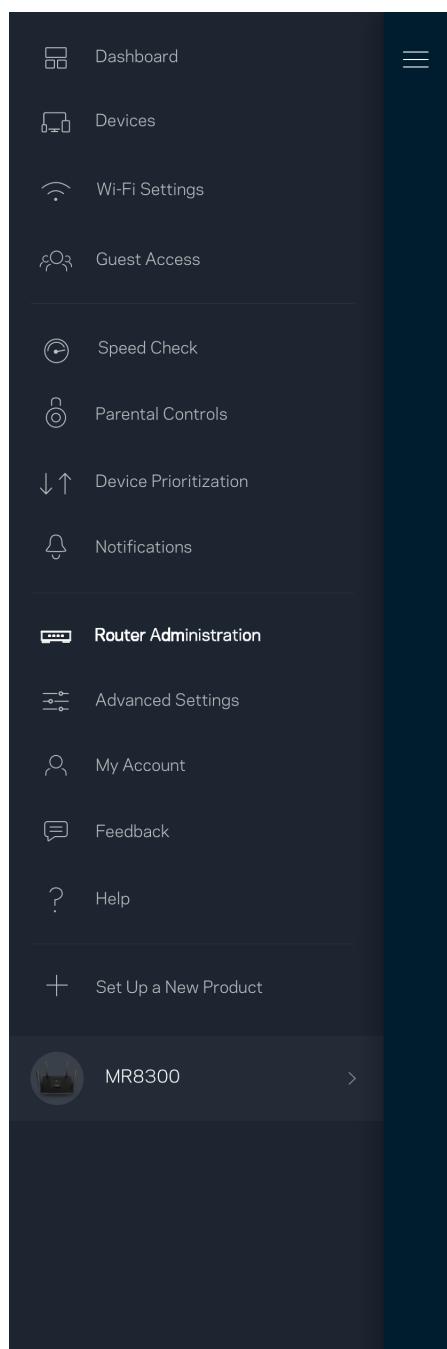 Dashboard
Devices
Wi-Fi Settings
Guest Access
Speed Check
Parental Controls
Device Prioritization
Notifications
Router Administration
Advanced Settings
My Account
Feedback
Help
Set Up a New Product
MR8300